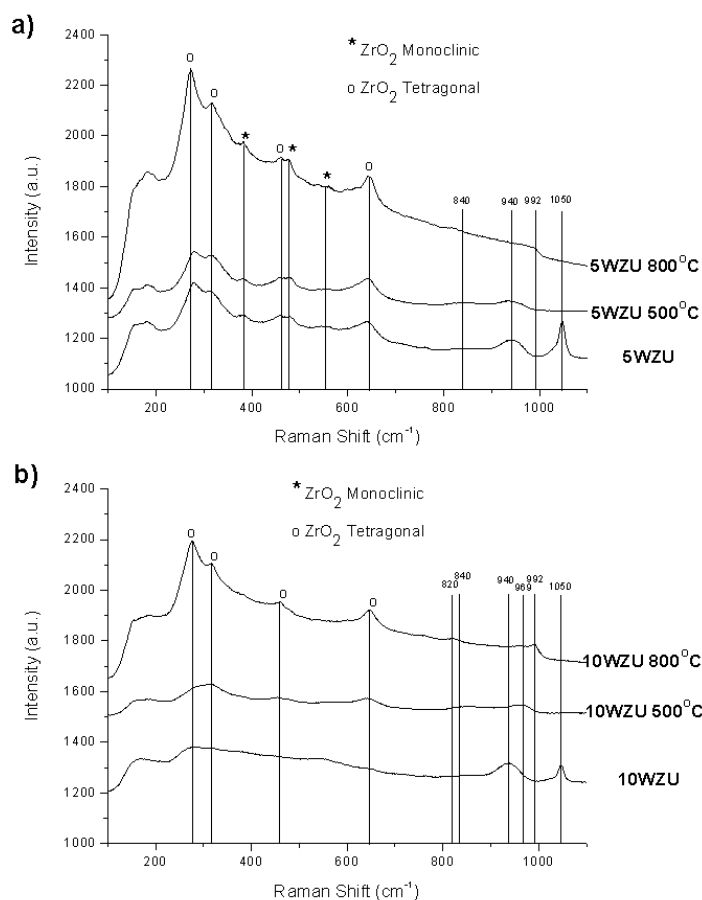 a)
* ZrO2 Monoclinic
o ZrO2 Tetragonal
2400
2200
2000
1800
1600
1400
1200
1000
Intensity (a.u.)
o
o
*
o
*
*
o
840
940
992
1050
5WZU 800°C
5WZU 500°C
5WZU
200
400
600
800
1000
Raman Shift (cm-1)
b)
* ZrO2 Monoclinic
o ZrO2 Tetragonal
2400
2200
2000
1800
1600
1400
1200
1000
Intensity (a.u.)
o
o
o
o
820
840
940
969
992
1050
10WZU 800°C
10WZU 500°C
10WZU
200
400
600
800
1000
Raman Shift (cm-1)